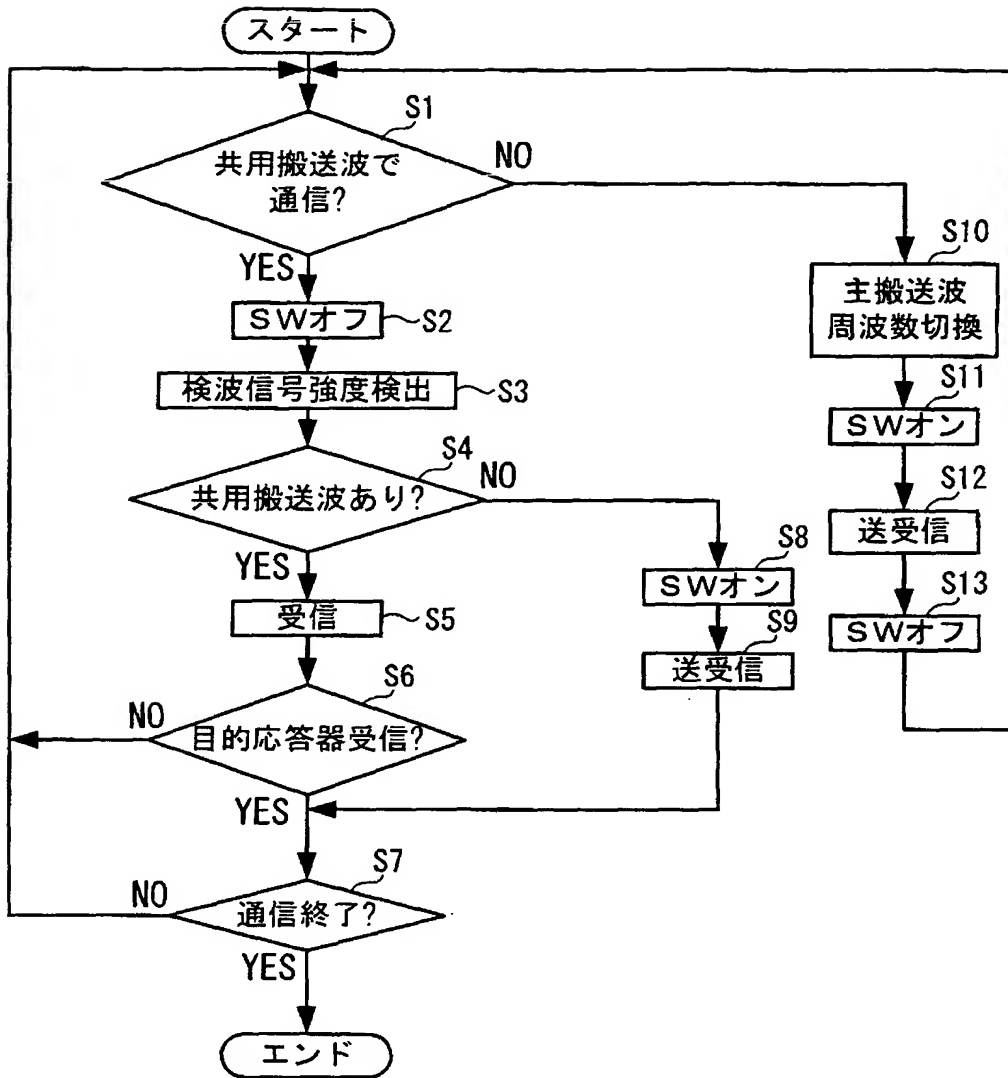 スタート
S1
共用搬送波で
通信?
NO
YES
SWオフ
S2
検波信号強度検出
S3
S4
共用搬送波あり?
NO
YES
受信
S5
S6
目的応答器受信?
NO
YES
S7
通信終了?
NO
YES
エンド
S8
SWオン
S9
送受信
S10
主搬送波
周波数切換
S11
SWオン
S12
送受信
S13
SWオフ